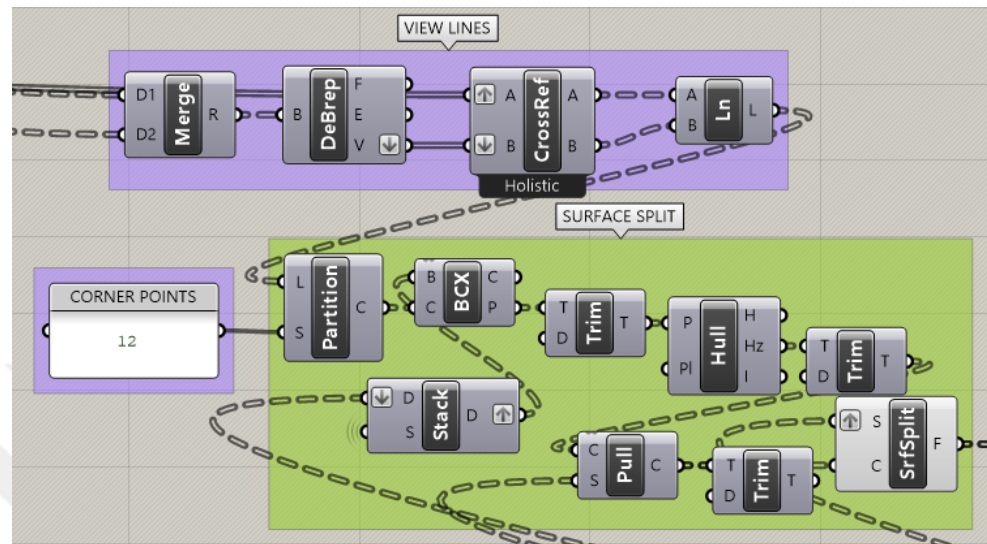 VIEW LINES
D1
D2
Merge
R
B
DeBrep
F
E
V
A
B
CrossRef
A
B
Holistic
A
B
Ln
L
SURFACE SPLIT
CORNER POINTS
12
L
S
Partition
C
B
C
BCX
C
P
T
D
Trim
T
P
Pl
Hull
H
Hz
I
T
D
Trim
T
D
S
Stack
D
C
S
Pull
C
T
D
Trim
T
S
C
SrfSplit
F